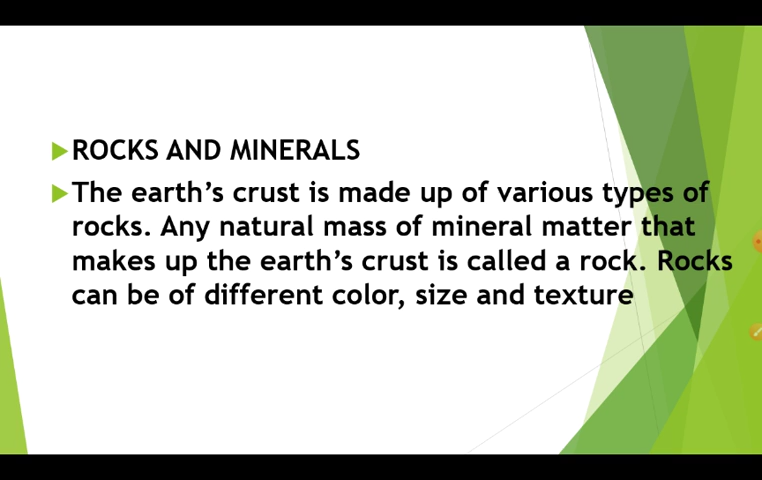 ROCKS AND MINERALS
The earth's crust is made up of various types of
rocks. Any natural mass of mineral matter that
makes up the earth's crust is called a rock. Rocks
can be of different color, size and texture